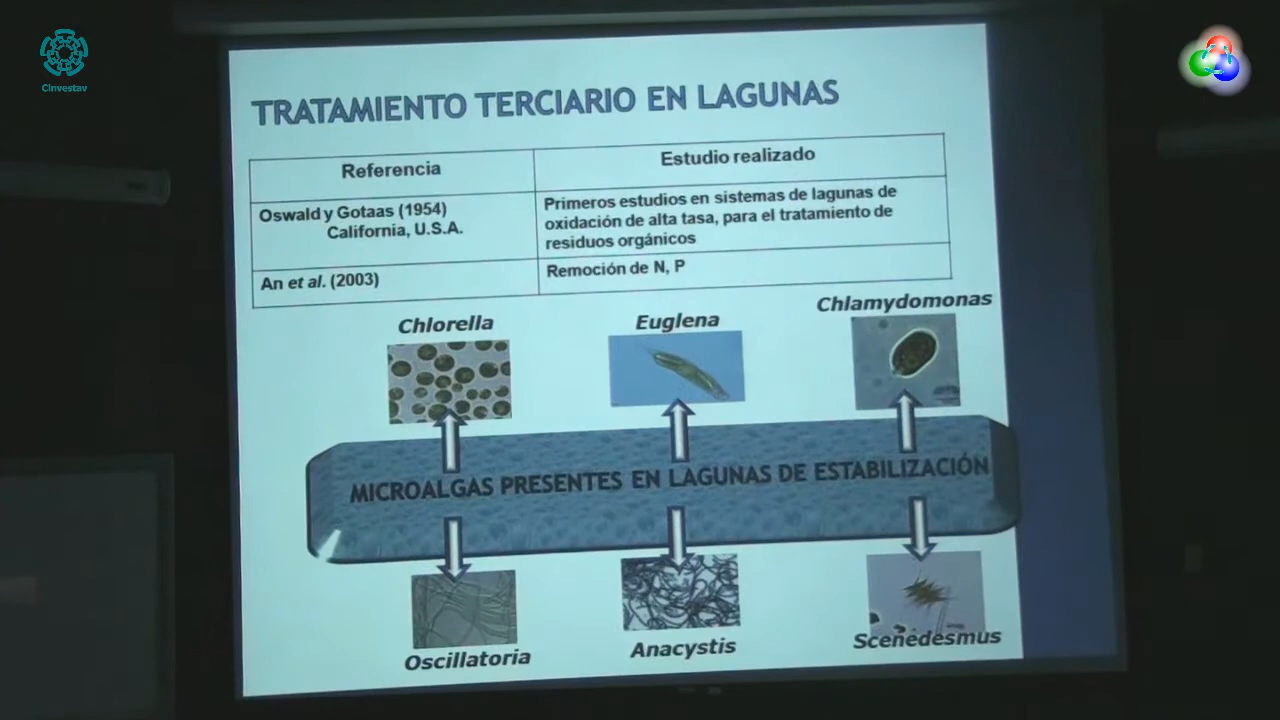 Cinvestav
TRATAMIENTO TERCIARIO EN LAGUNAS
Referencia
Estudio realizado
Oswald y Gotaas (1954)
California, U.S.A.
Primeros estudios en sistemas de lagunas de
oxidación de alta tasa, para el tratamiento de
residuos orgánicos
An et al. (2003)
Remoción de N, P
Chlorella
Euglena
Chlamydomonas
MICROALGAS PRESENTES EN LAGUNAS DE ESTABILIZACIÓN
Oscillatoria
Anacystis
Scenedesmus